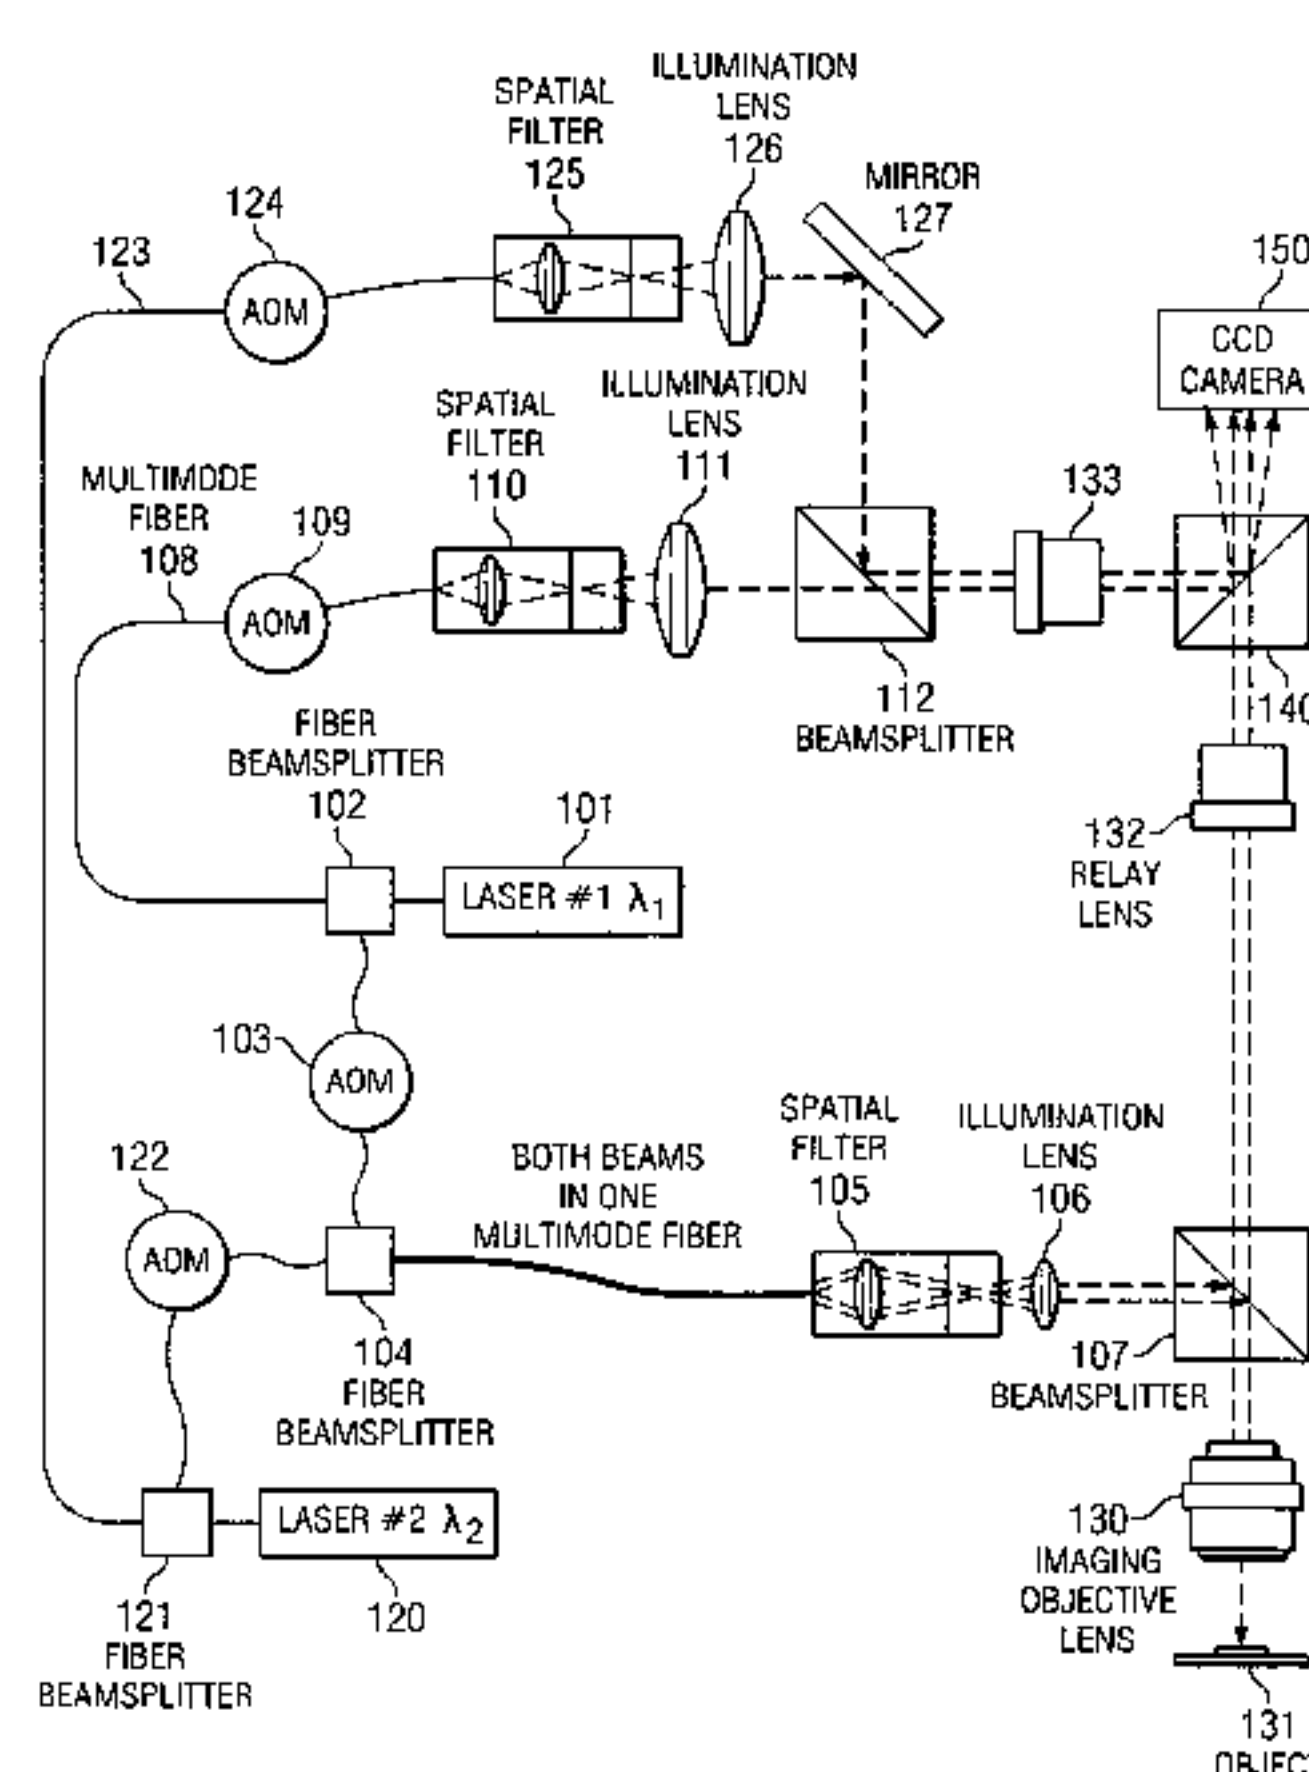 ILLUMINATION
LENS
126
SPATIAL
FILTER
125
MIRROR
127
124
123
AOM
150
CCD
CAMERA
ILLUMINATION
LENS
111
SPATIAL
FILTER
110
MULTIMODE
FIBER
108
109
AOM
133
112
BEAMSPLITTER
140
FIBER
BEAMSPLITTER
102
101
LASER #1 λ1
132
RELAY
LENS
103
AOM
SPATIAL
FILTER
105
ILLUMINATION
LENS
106
122
AOM
BOTH BEAMS
IN ONE
MULTIMODE FIBER
104
FIBER
BEAMSPLITTER
107
BEAMSPLITTER
LASER #2 λ2
130
IMAGING
OBJECTIVE
LENS
121
FIBER
BEAMSPLITTER
120
131
OBJEC